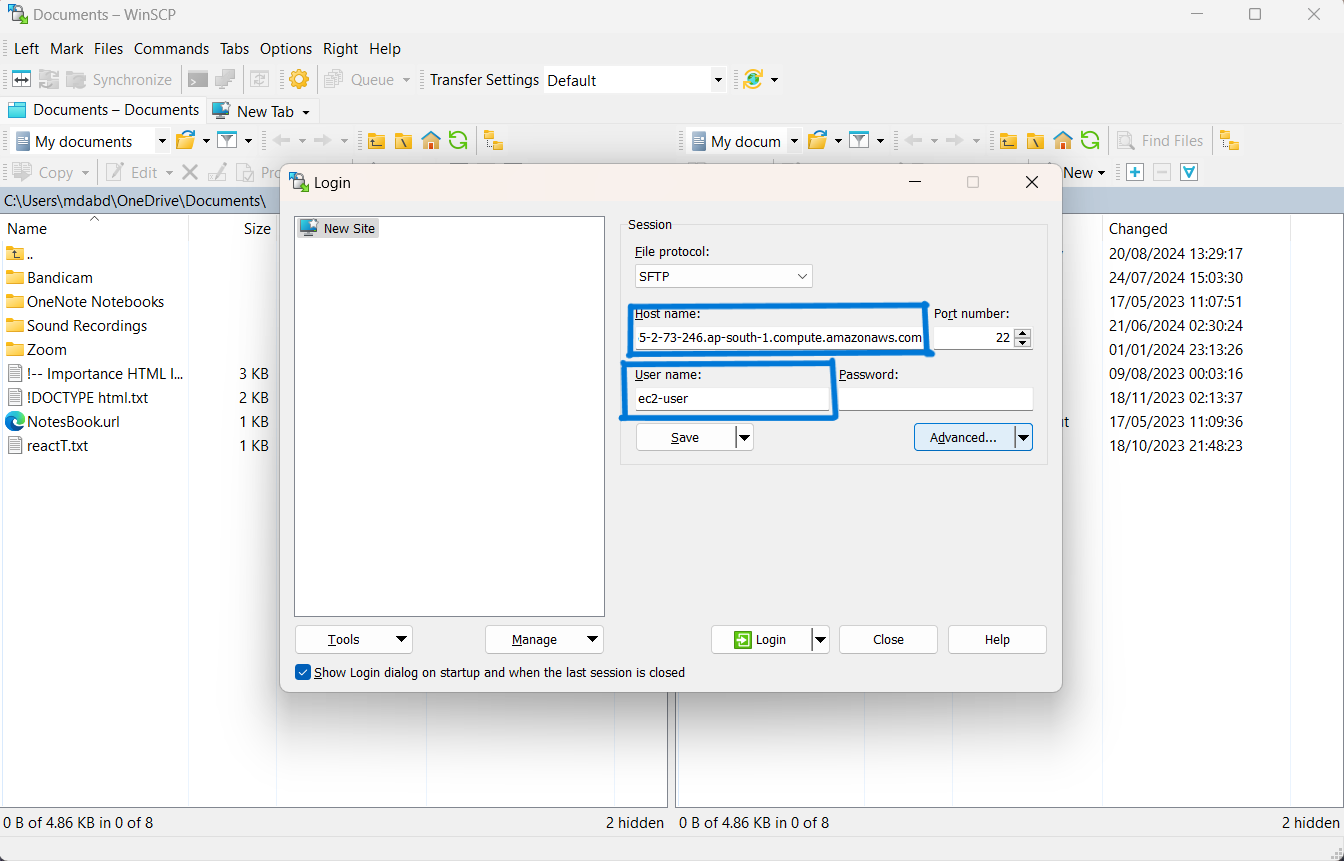 Documents – WinSCP
Left Mark Files Commands Tabs Options Right Help
Synchronize Queue Transfer Settings Default
Documents – Documents New Tab
My documents My docum Find Files
Copy Edit New
C:\Users\mdabd\OneDrive\Documents\
Name Size Changed
.. 20/08/2024 13:29:17
Bandicam 24/07/2024 15:03:30
OneNote Notebooks 17/05/2023 11:07:51
Sound Recordings 21/06/2024 02:30:24
Zoom 01/01/2024 23:13:26
!-- Importance HTML I... 3 KB 09/08/2023 00:03:16
!DOCTYPE html.txt 2 KB 18/11/2023 02:13:37
NotesBook.url 1 KB 17/05/2023 11:09:36
reactT.txt 1 KB 18/10/2023 21:48:23
Login
New Site
Session
File protocol:
SFTP
Host name: Port number:
5-2-73-246.ap-south-1.compute.amazonaws.com 22
User name: Password:
ec2-user
Save Advanced...
Tools Manage Login Close Help
Show Login dialog on startup and when the last session is closed
0 B of 4.86 KB in 0 of 8 2 hidden 0 B of 4.86 KB in 0 of 8 2 hidden